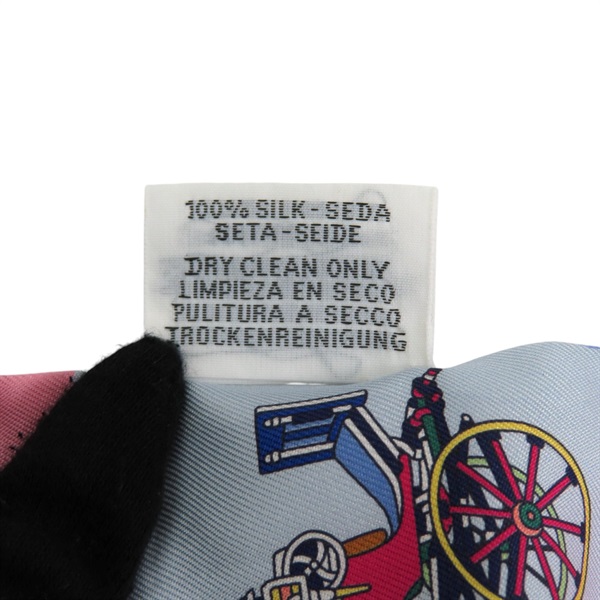 100% SILK - SEDA
SETA - SEIDE
DRY CLEAN ONLY
LIMPIEZA EN SECO
PULITURA A SECCO
TROCKENREINIGUNG